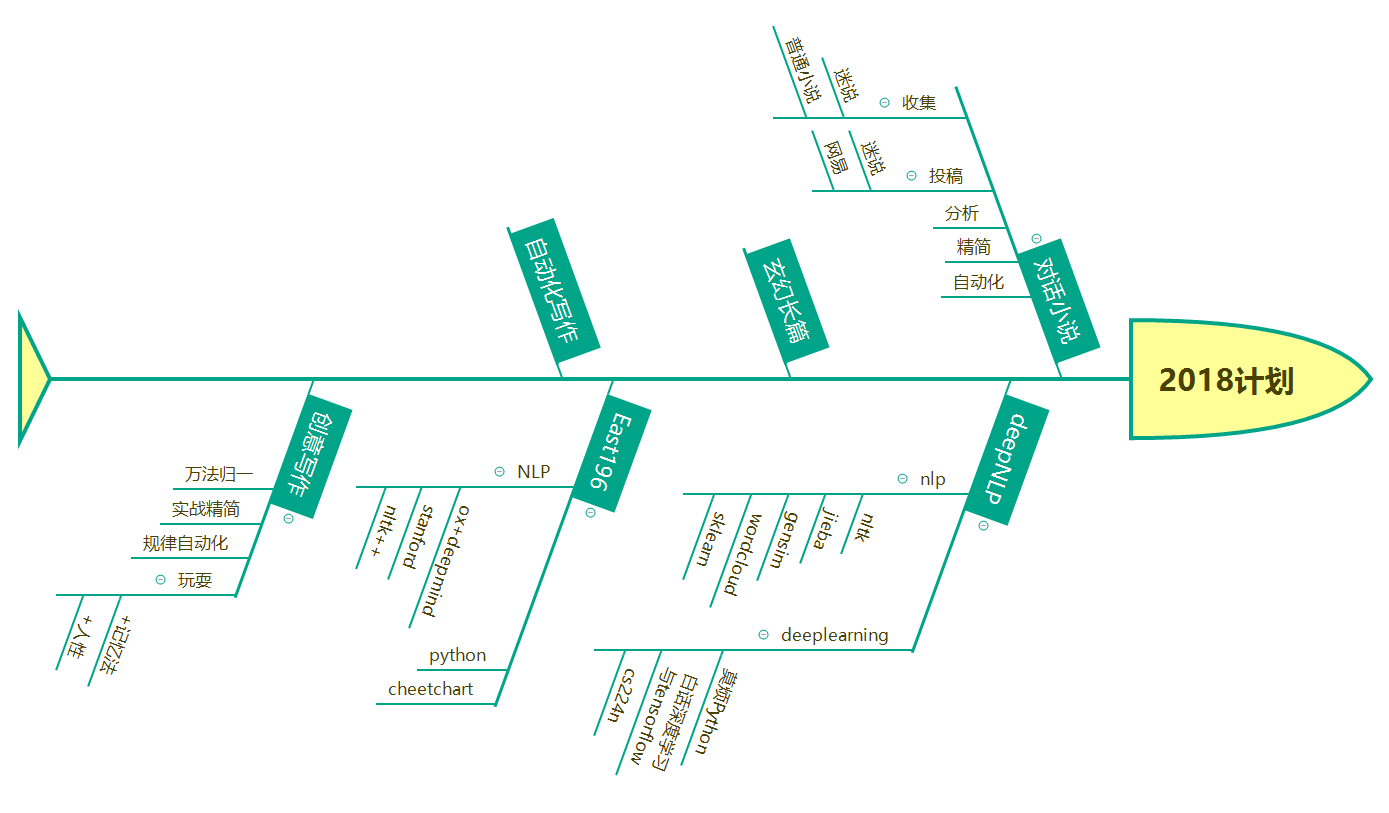 普通小说
迷说
收集
网易
迷说
投稿
分析
精简
自动化
对话小说
玄幻长篇
自动化写作
2018计划
创意写作
万法归一
实战精简
规律自动化
玩耍
+人性
+记忆法
East196
NLP
nltk++
stanford
ox+deepmind
python
cheetchart
deepNLP
nlp
sklearn
wordcloud
gensim
jieba
nltk
deeplearning
cs224n
白话深度学习
与tensorflow
莫烦Python